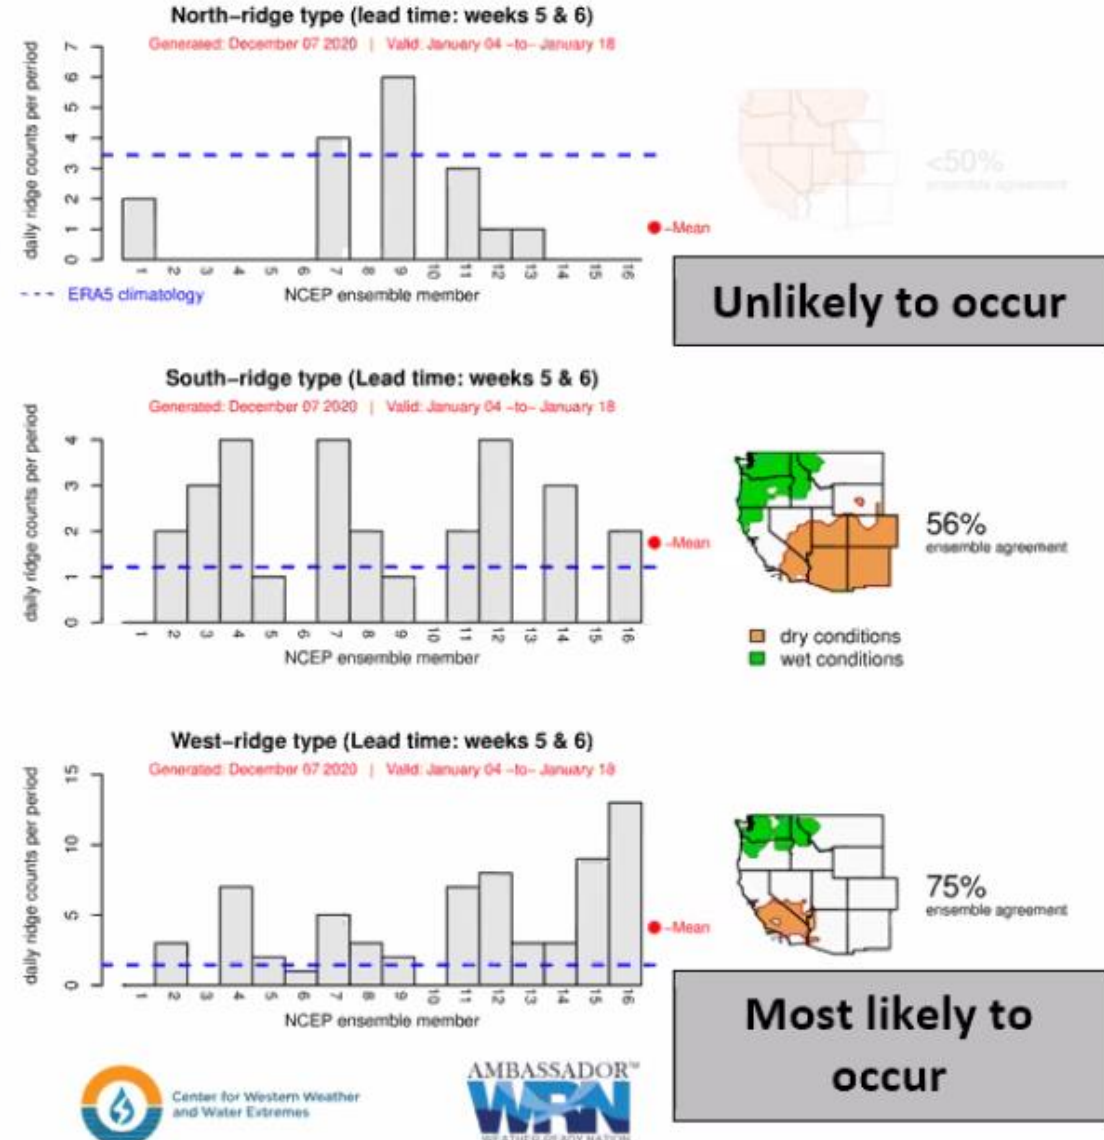 North-ridge type (lead time: weeks 5 & 6)
Generated: December 07 2020 | Valid: January 04 -to- January 18
daily ridge counts per period
7
6
5
4
3
2
1
0
1 2 3 4 5 6 7 8 9 10 11 12 13 14 15 16
NCEP ensemble member
--- ERA5 climatology
-Mean
<50%
ensemble agreement
Unlikely to occur
South-ridge type (Lead time: weeks 5 & 6)
Generated: December 07 2020 | Valid: January 04 -to- January 18
daily ridge counts per period
4
3
2
1
0
1 2 3 4 5 6 7 8 9 10 11 12 13 14 15 16
NCEP ensemble member
-Mean
56%
ensemble agreement
dry conditions
wet conditions
West-ridge type (Lead time: weeks 5 & 6)
Generated: December 07 2020 | Valid: January 04 -to- January 18
daily ridge counts per period
15
10
5
0
1 2 3 4 5 6 7 8 9 10 11 12 13 14 15 16
NCEP ensemble member
-Mean
75%
ensemble agreement
Most likely to
occur
Center for Western Weather
and Water Extremes
AMBASSADOR™
WRN
WEATHER-READY NATION